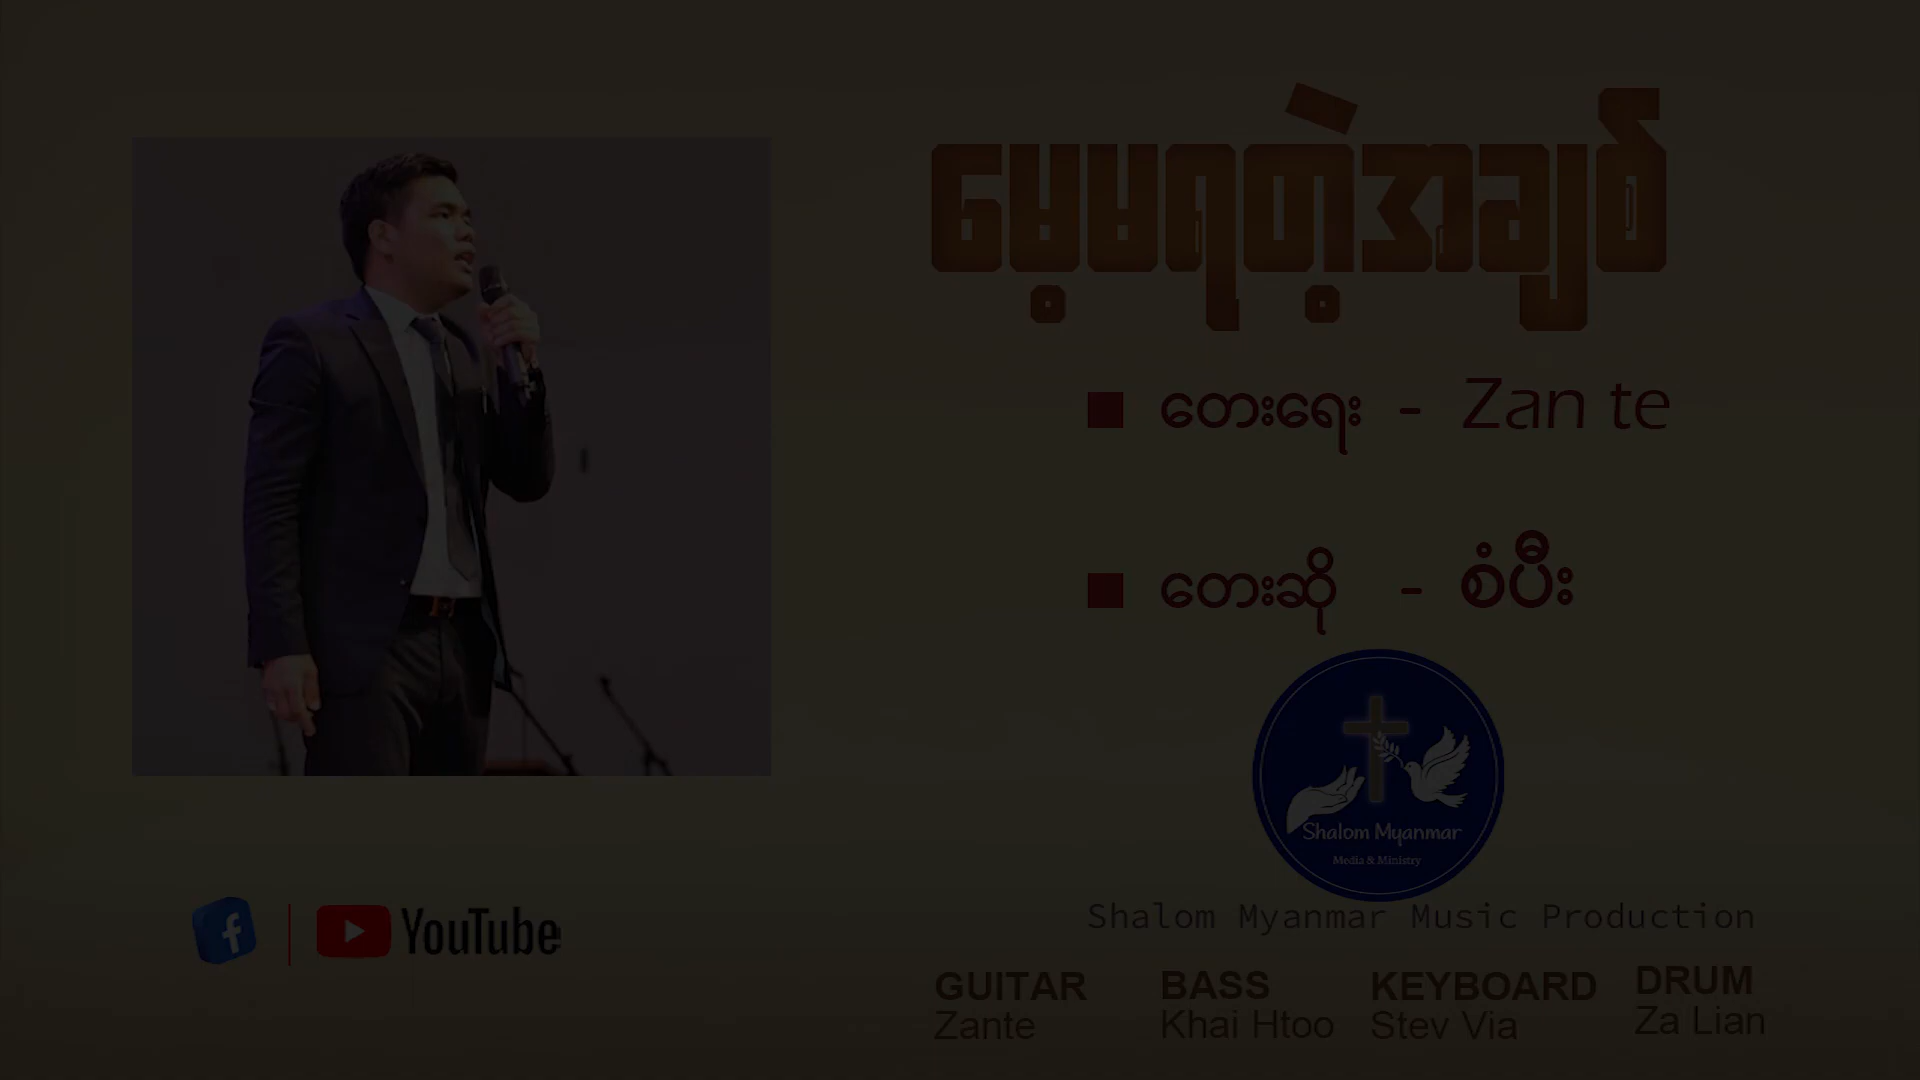 မေ့မရတဲ့အချစ်
■ တေးရေး - Zan te
■ တေးဆို - စံပီး
Shalom Myanmar
Media & Ministry
Shalom Myanmar Music Production
YouTube
GUITAR BASS KEYBOARD DRUM
Zante Khai Htoo Stev Via Za Lian